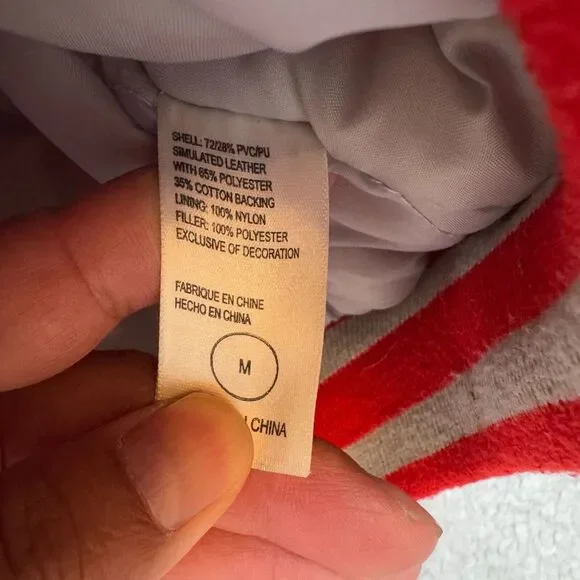 SHELL: 72/28% PVC/PU
SIMULATED LEATHER
WITH 65% POLYESTER
35% COTTON BACKING
LINING: 100% NYLON
FILLER: 100% POLYESTER
EXCLUSIVE OF DECORATION
FABRIQUE EN CHINE
HECHO EN CHINA
M
CHINA